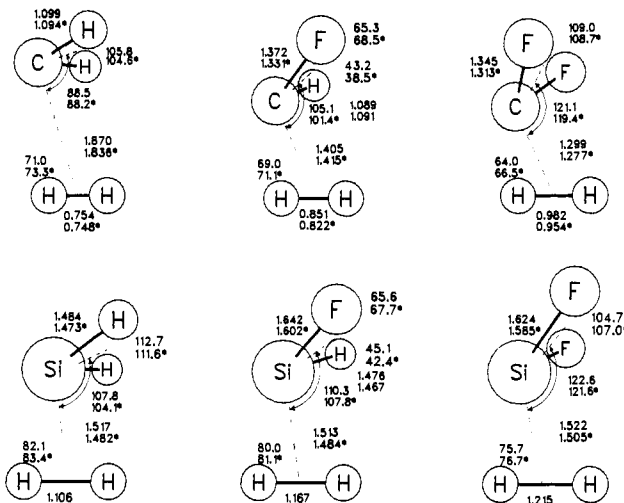 1.099
1.094*
H
C
H
105.8
104.6*
88.5
88.2*
1.670
1.836*
71.0
73.3*
H
H
0.754
0.748*
1.372
1.331*
F
65.3
68.5*
43.2
38.5*
C
H
105.1
101.4*
1.089
1.091
1.405
1.415*
69.0
71.1*
H
H
0.851
0.822*
109.0
108.7*
1.345
1.313*
F
F
C
121.1
119.4*
1.299
1.277*
64.0
66.5*
H
H
0.982
0.954*
1.484
1.473*
H
112.7
111.6*
Si
H
107.8
104.1*
1.517
1.482*
82.1
83.4*
H
H
1.106
1.642
1.602*
F
65.6
67.7*
45.1
42.4*
Si
H
1.476
1.467
110.3
107.8*
1.513
1.484*
80.0
81.1*
H
H
1.167
1.624
1.585*
F
104.7
107.0*
Si
F
122.6
121.6*
1.522
1.505*
75.7
76.7*
H
H
1.215